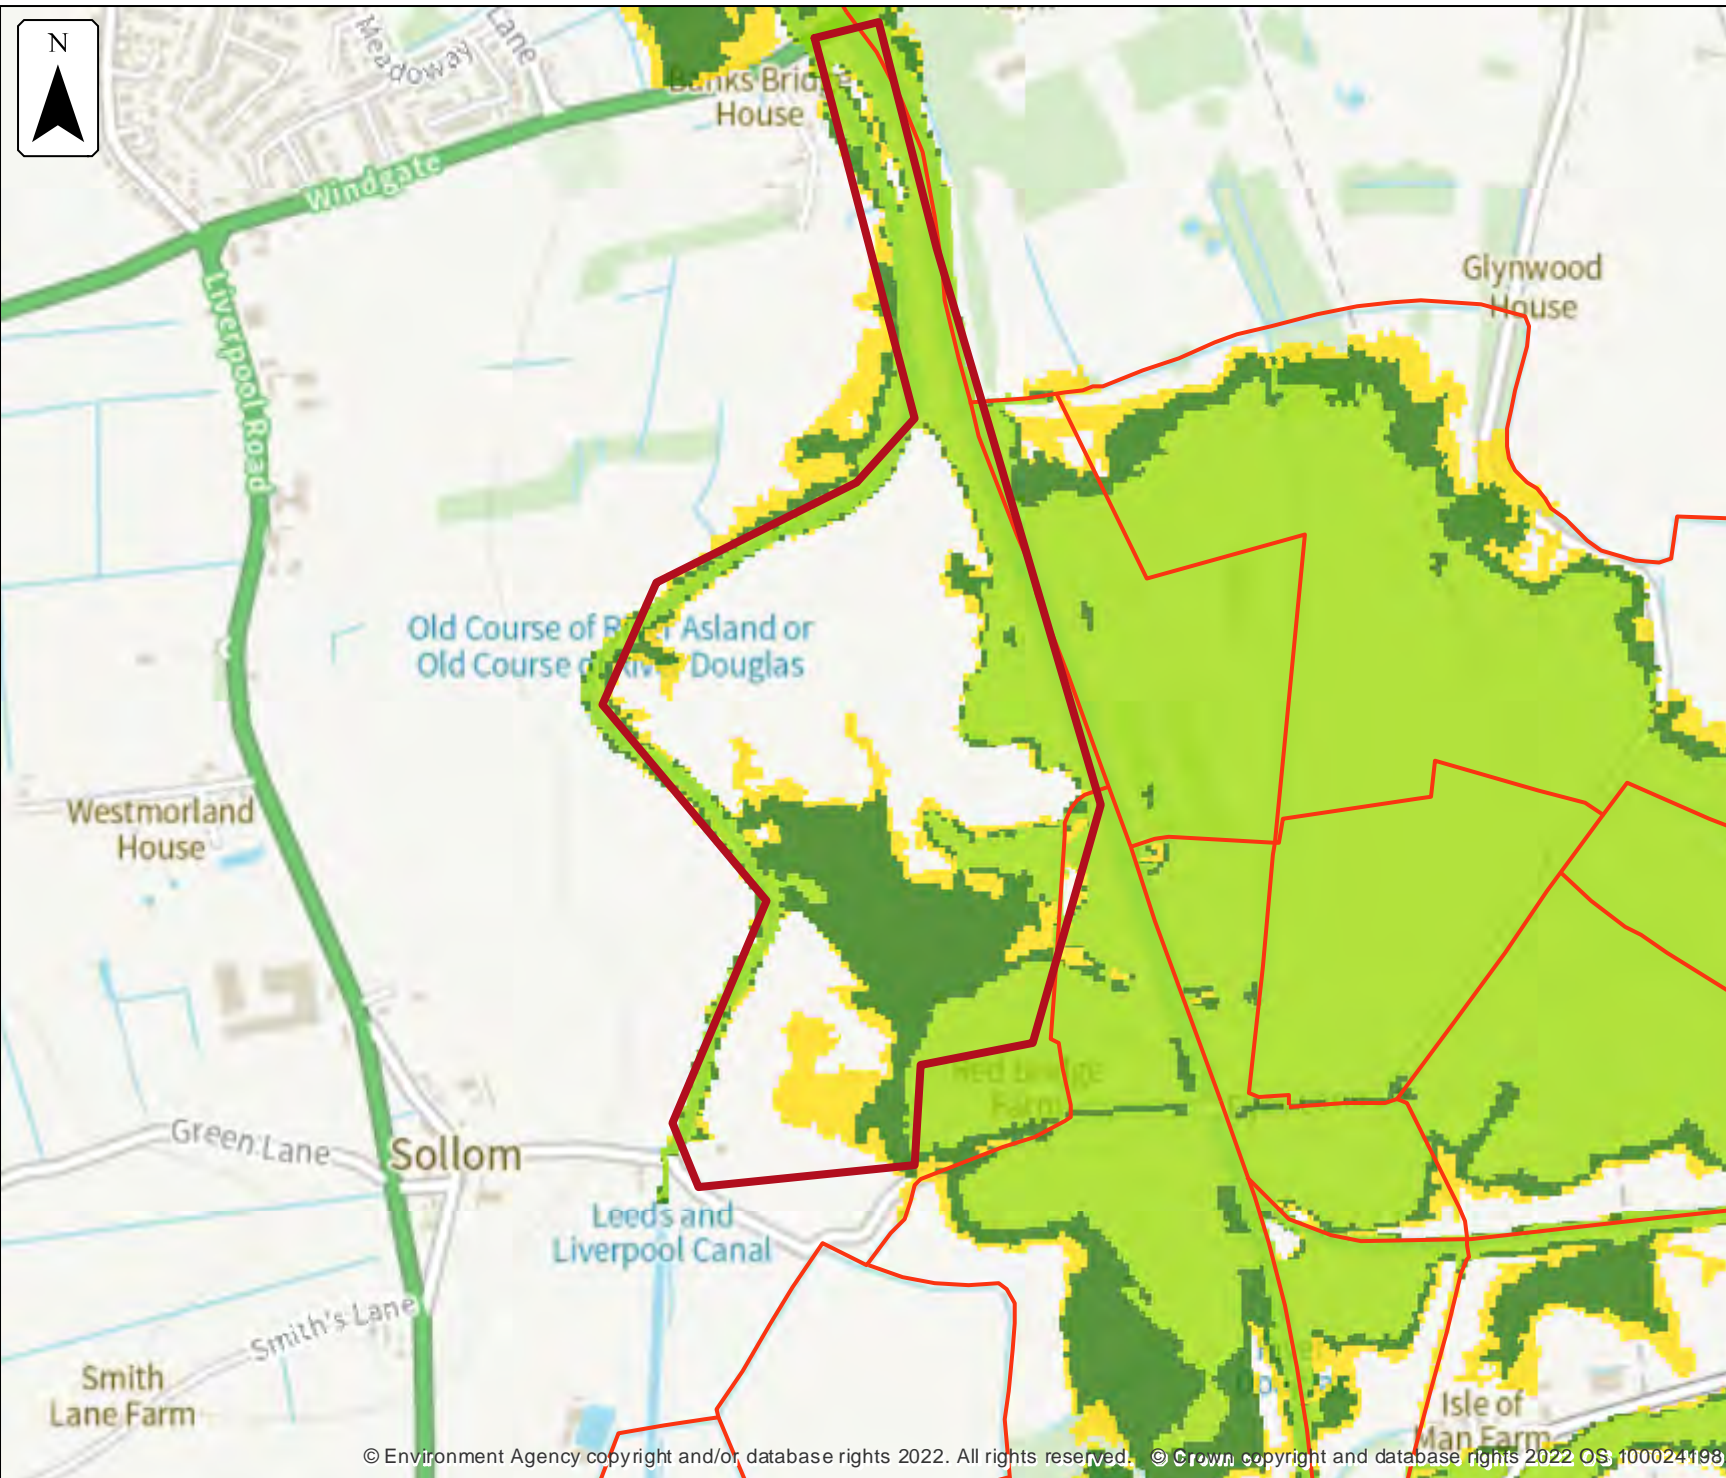 N
Meadoway
Lane
Banks Bridge
House
Windgate
Liverpool Road
Glynwood
House
Old Course of River Asland or
Old Course of River Douglas
Westmorland
House
Red Bridge
Farm
Green Lane
Sollom
Leeds and
Liverpool Canal
Smith's Lane
Smith
Lane Farm
Isle of
Man Farm
© Environment Agency copyright and/or database rights 2022. All rights reserved. © Crown copyright and database rights 2022 OS 100024198